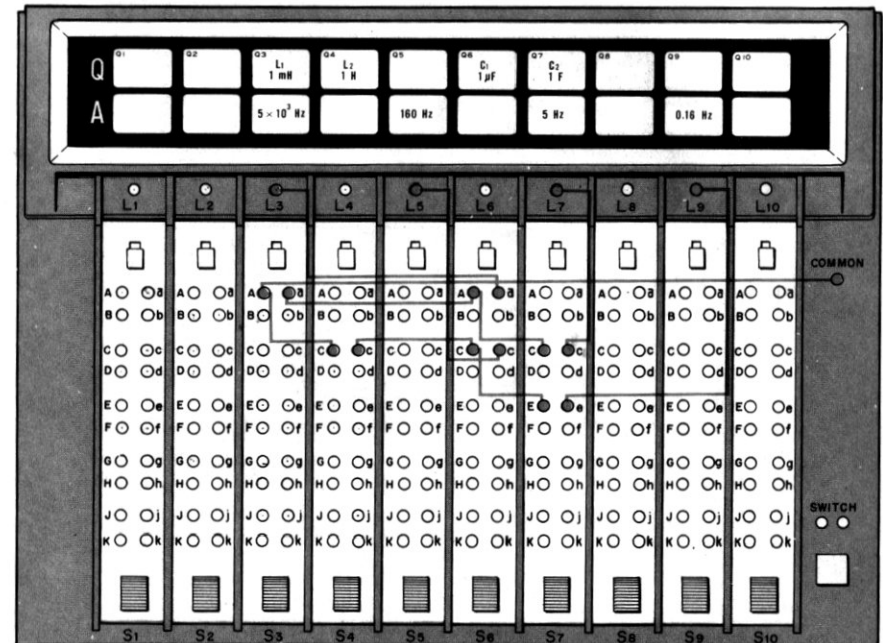 Q Q1 Q2 Q3 L1 Q4 L2 Q5 Q6 C1 Q7 C2 Q8 Q9 Q10
1 mH 1 H 1 µF 1 F
A 5 × 10³ Hz 160 Hz 5 Hz 0.16 Hz
L1 L2 L3 L4 L5 L6 L7 L8 L9 L10
COMMON
A a A a A a A a A a A a A a A a A a A a
B b B b B b B b B b B b B b B b B b B b
C c C c C c C c C c C c C c C c C c C c
D d D d D d D d D d D d D d D d D d D d
E e E e E e E e E e E e E e E e E e E e
F f F f F f F f F f F f F f F f F f F f
G g G g G g G g G g G g G g G g G g G g
H h H h H h H h H h H h H h H h H h H h
SWITCH
J j J j J j J j J j J j J j J j J j J j
K k K k K k K k K k K k K k K k K k K k
S1 S2 S3 S4 S5 S6 S7 S8 S9 S10